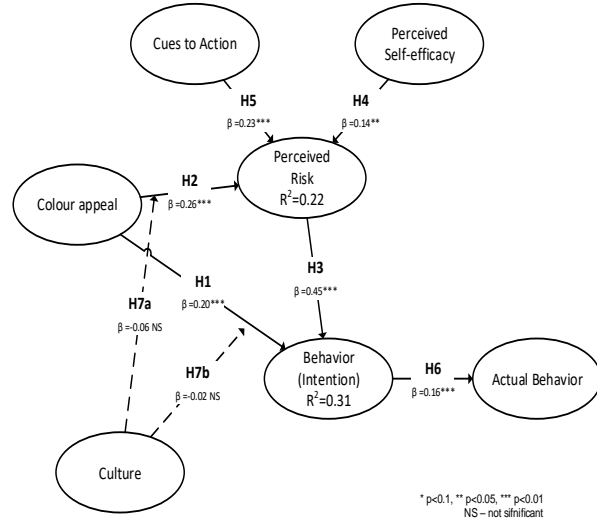 Cues to Action
Perceived
Self-efficacy
H5
β =0.23***
H4
β =0.14**
Perceived
Risk
R²=0.22
H2
β =0.26***
Colour appeal
H3
β =0.45***
H1
β =0.20***
H7a
β =-0.06 NS
H7b
β =-0.02 NS
Behavior
(Intention)
R²=0.31
H6
β =0.16***
Actual Behavior
Culture
* p<0.1, ** p<0.05, *** p<0.01
NS – not sifnificant